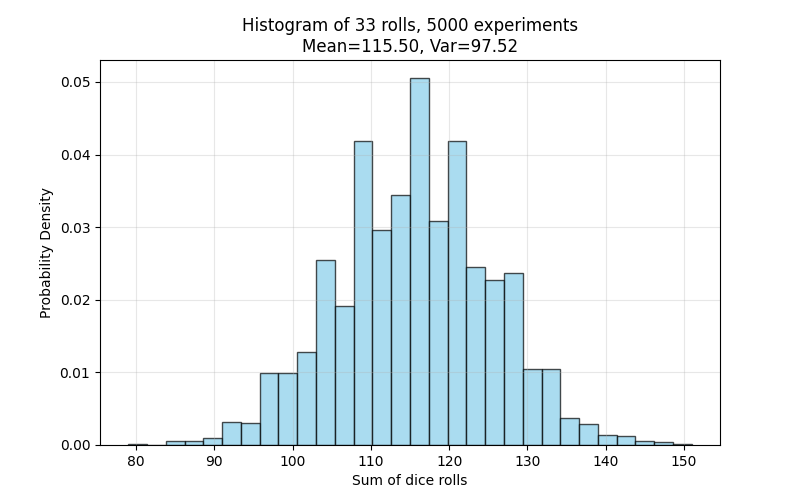 Histogram of 33 rolls, 5000 experiments
Mean=115.50, Var=97.52
0.05
0.04
0.03
0.02
0.01
0.00
Probability Density
80 90 100 110 120 130 140 150
Sum of dice rolls